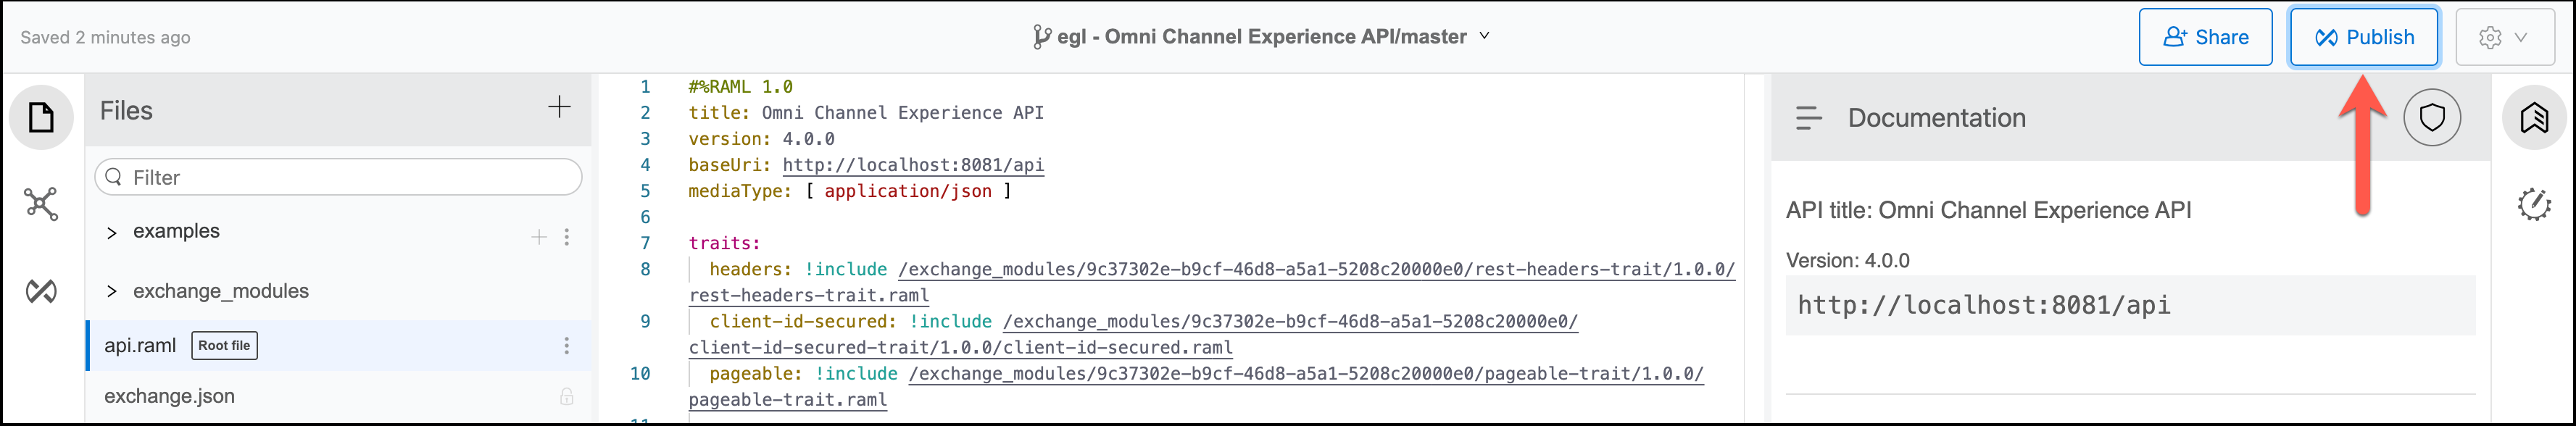 Saved 2 minutes ago
egl - Omni Channel Experience API/master
Share
Publish
Files
Filter
examples
exchange_modules
api.raml Root file
exchange.json
1 #%RAML 1.0
2 title: Omni Channel Experience API
3 version: 4.0.0
4 baseUri: http://localhost:8081/api
5 mediaType: [ application/json ]
6
7 traits:
8 headers: !include /exchange_modules/9c37302e-b9cf-46d8-a5a1-5208c20000e0/rest-headers-trait/1.0.0/
rest-headers-trait.raml
9 client-id-secured: !include /exchange_modules/9c37302e-b9cf-46d8-a5a1-5208c20000e0/
client-id-secured-trait/1.0.0/client-id-secured.raml
10 pageable: !include /exchange_modules/9c37302e-b9cf-46d8-a5a1-5208c20000e0/pageable-trait/1.0.0/
pageable-trait.raml
11
Documentation
API title: Omni Channel Experience API
Version: 4.0.0
http://localhost:8081/api